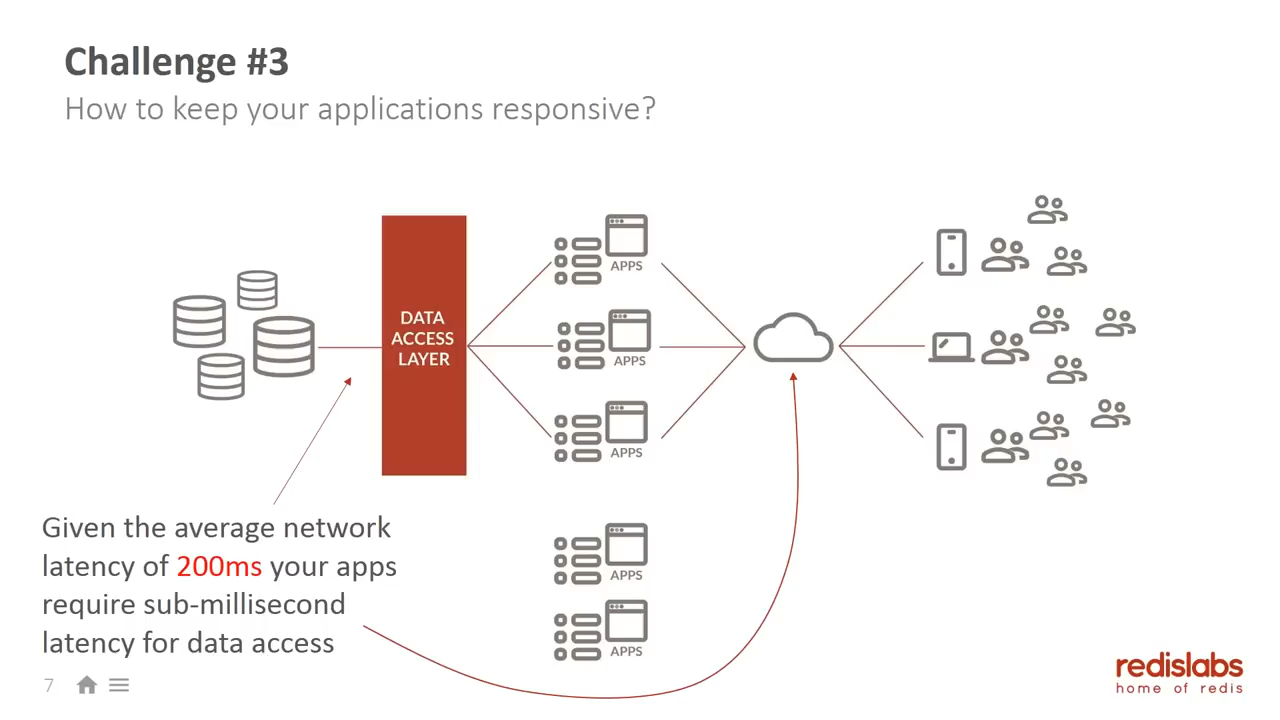 Challenge #3
How to keep your applications responsive?
DATA
ACCESS
LAYER
APPS
APPS
APPS
APPS
APPS
Given the average network
latency of 200ms your apps
require sub-millisecond
latency for data access
7
redislabs
home of redis